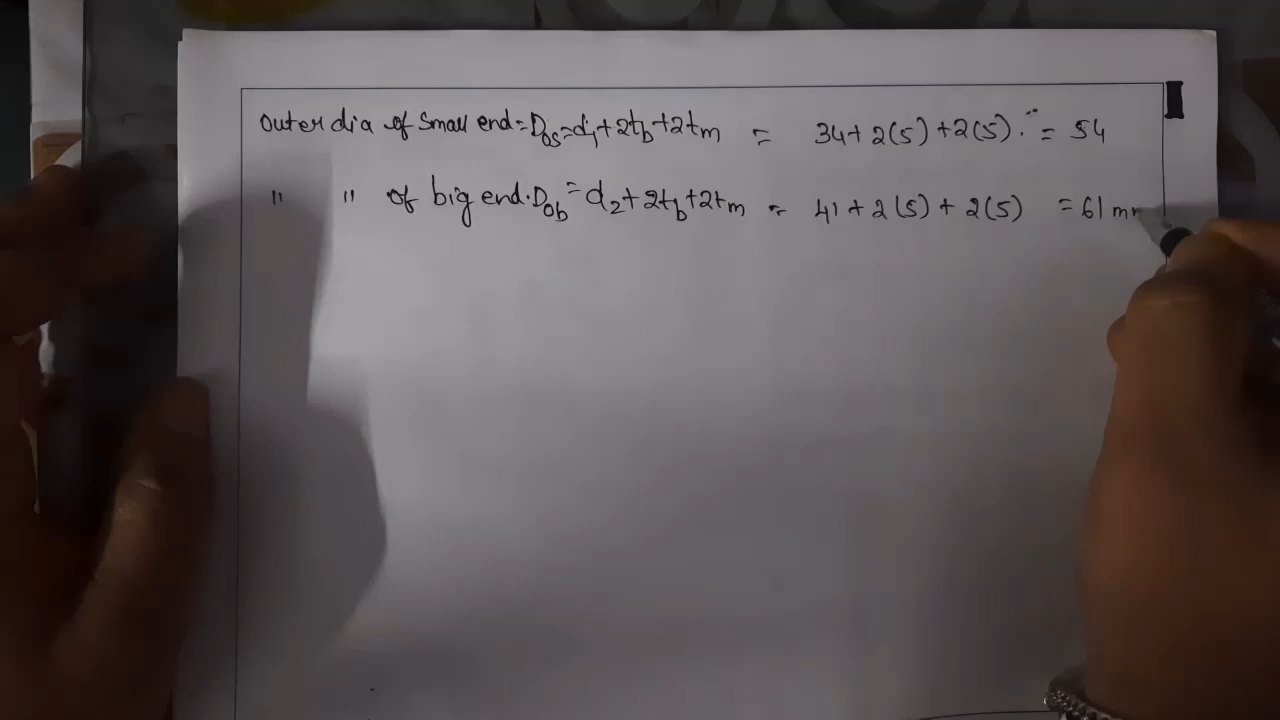 Outer dia of small end = Dos = d1 + 2tb + 2tm = 34 + 2(5) + 2(5) = 54
" " of big end. Dob = d2 + 2tb + 2tm = 41 + 2(5) + 2(5) = 61 mm